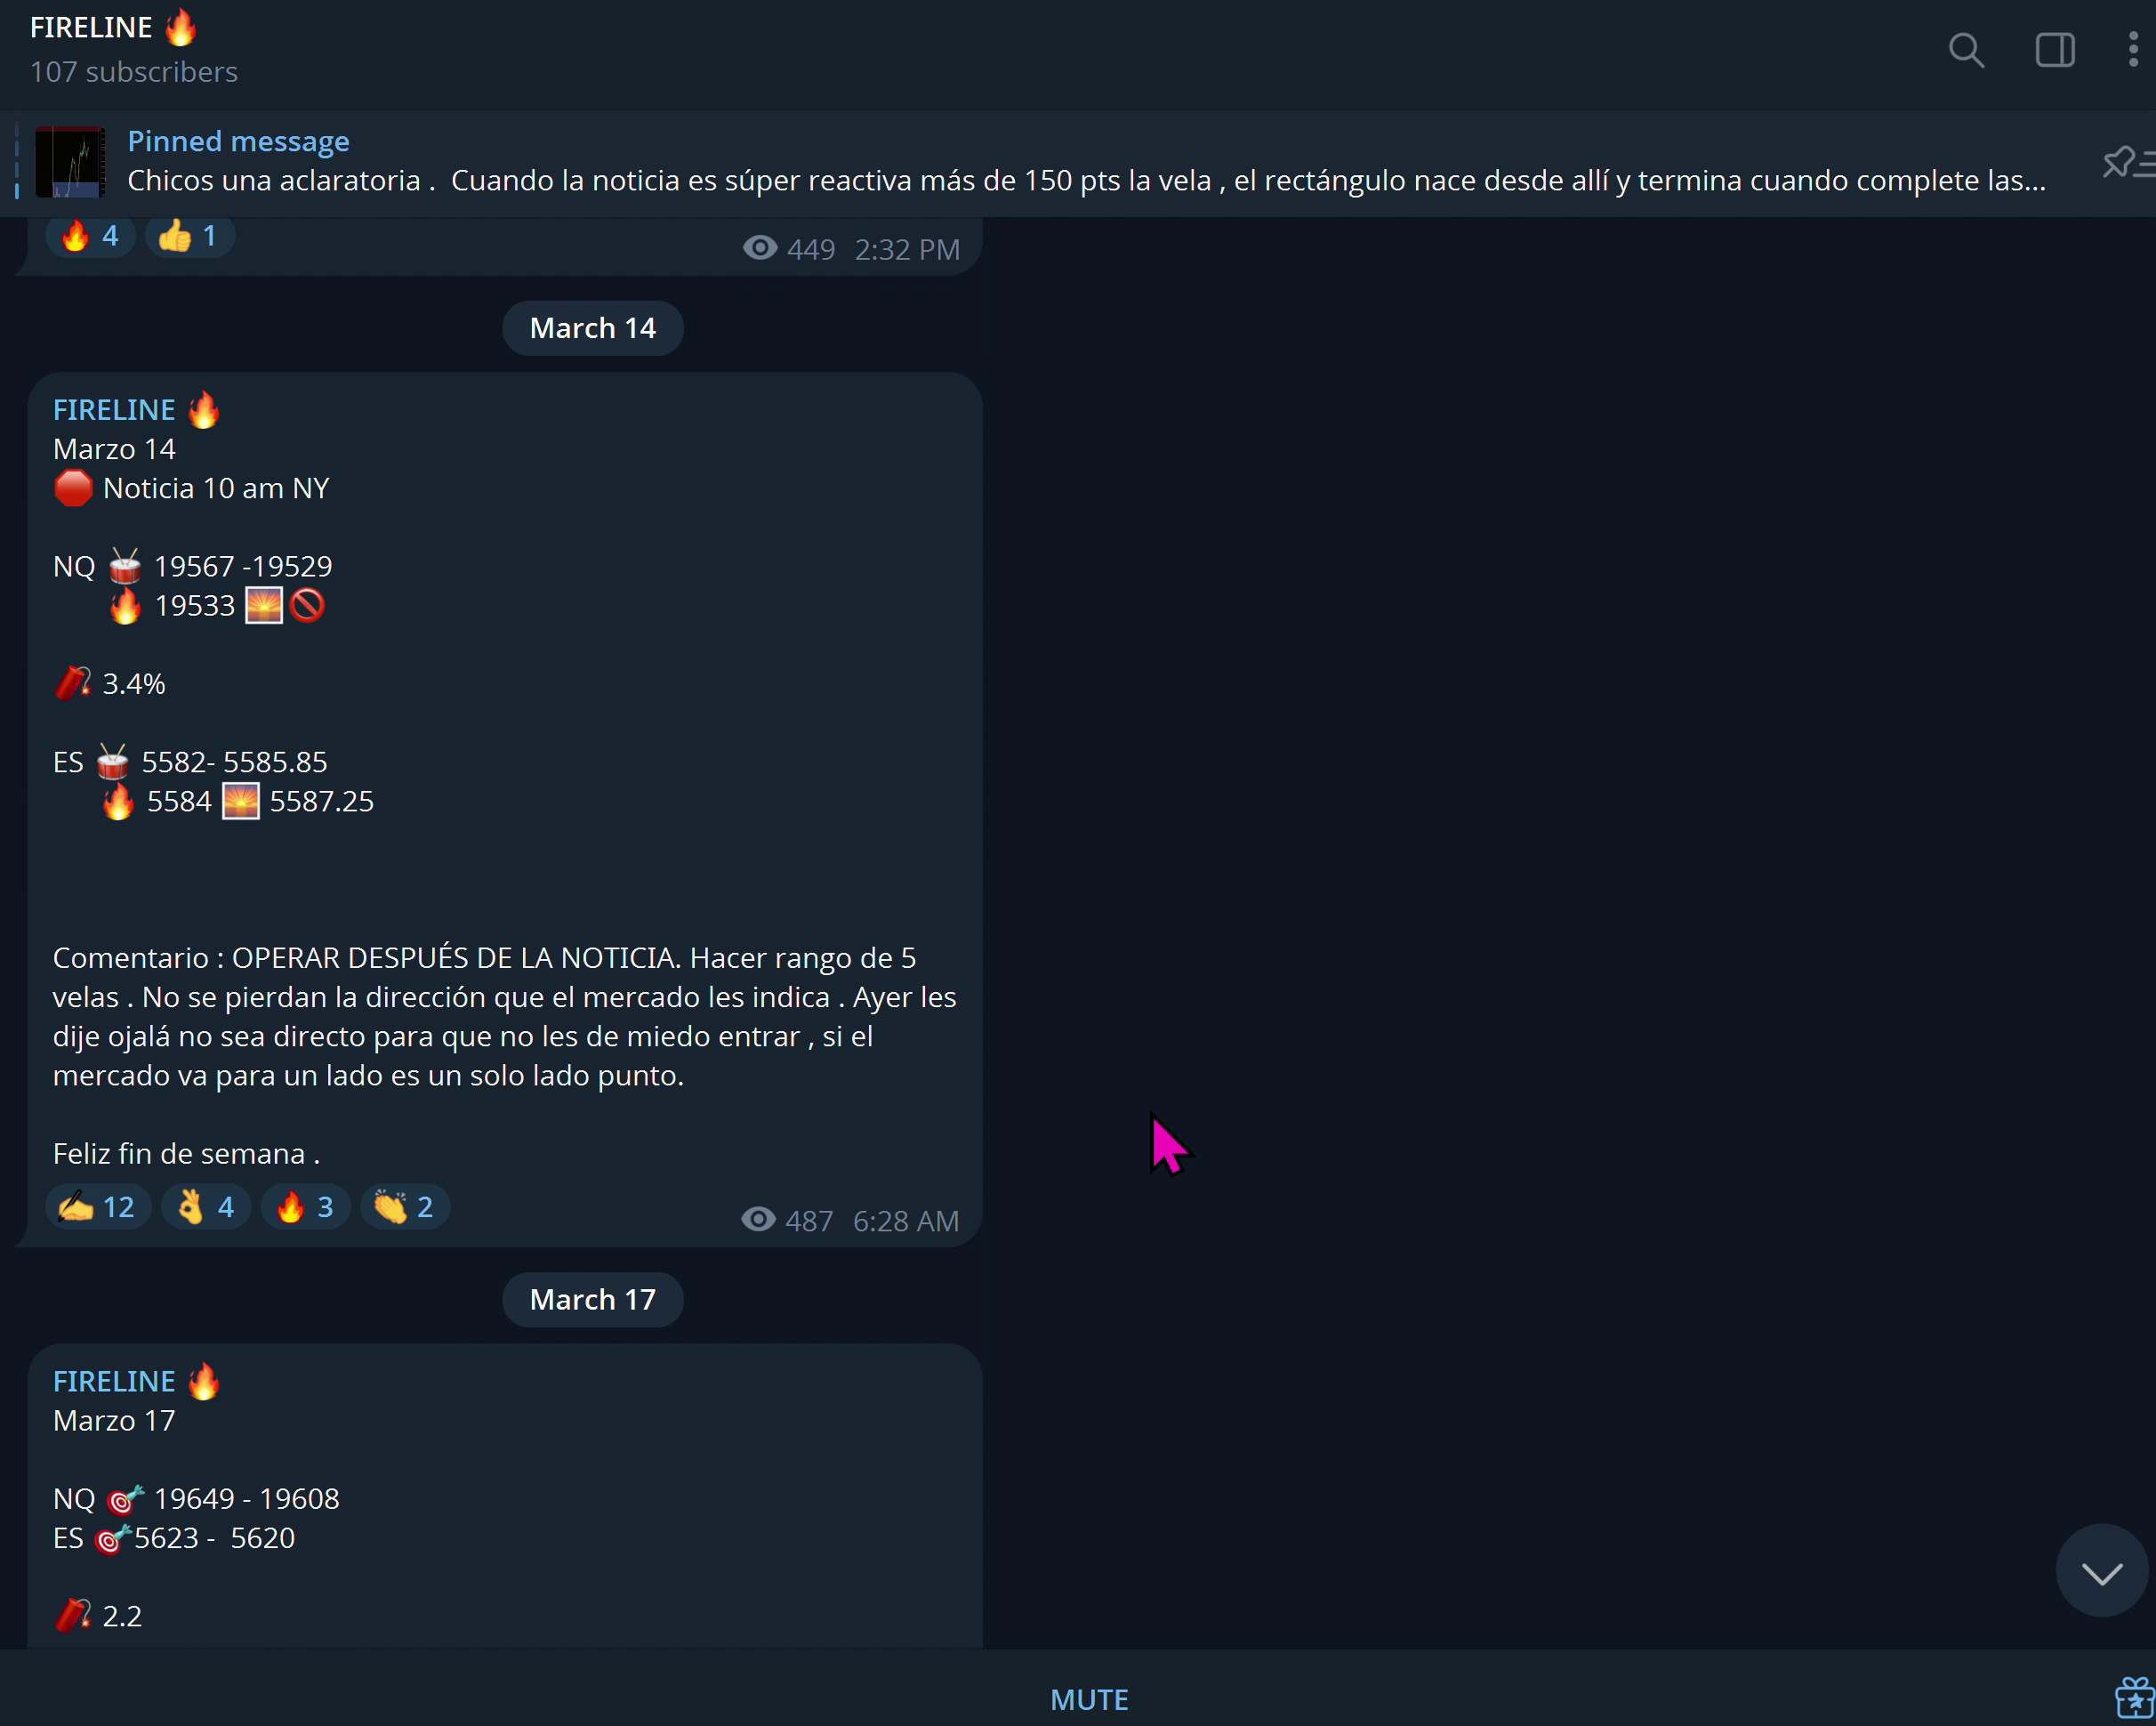 FIRELINE 🔥
107 subscribers
Pinned message
Chicos una aclaratoria .  Cuando la noticia es súper reactiva más de 150 pts la vela , el rectángulo nace desde allí y termina cuando complete las...
🔥 4 👍 1 449 2:32 PM
March 14
FIRELINE 🔥
Marzo 14
🛑 Noticia 10 am NY
NQ 🥁 19567 -19529
🔥 19533 🌅🚫
🧨 3.4%
ES 🥁 5582- 5585.85
🔥 5584 🌅 5587.25
Comentario : OPERAR DESPUÉS DE LA NOTICIA. Hacer rango de 5
velas . No se pierdan la dirección que el mercado les indica . Ayer les
dije ojalá no sea directo para que no les de miedo entrar , si el
mercado va para un lado es un solo lado punto.
Feliz fin de semana .
✍️ 12 👌 4 🔥 3 👏 2 487 6:28 AM
March 17
FIRELINE 🔥
Marzo 17
NQ 🎯 19649 - 19608
ES 🎯5623 -  5620
🧨 2.2
MUTE